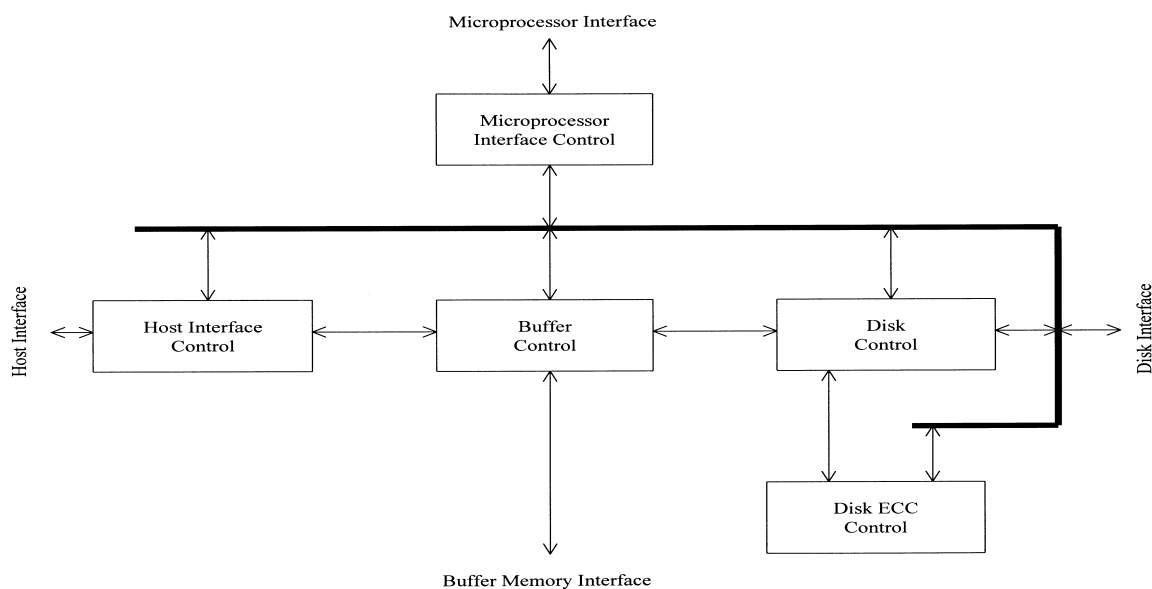 Microprocessor Interface
Microprocessor
Interface Control
Host Interface
Host Interface
Control
Buffer
Control
Disk
Control
Disk Interface
Disk ECC
Control
Buffer Memory Interface